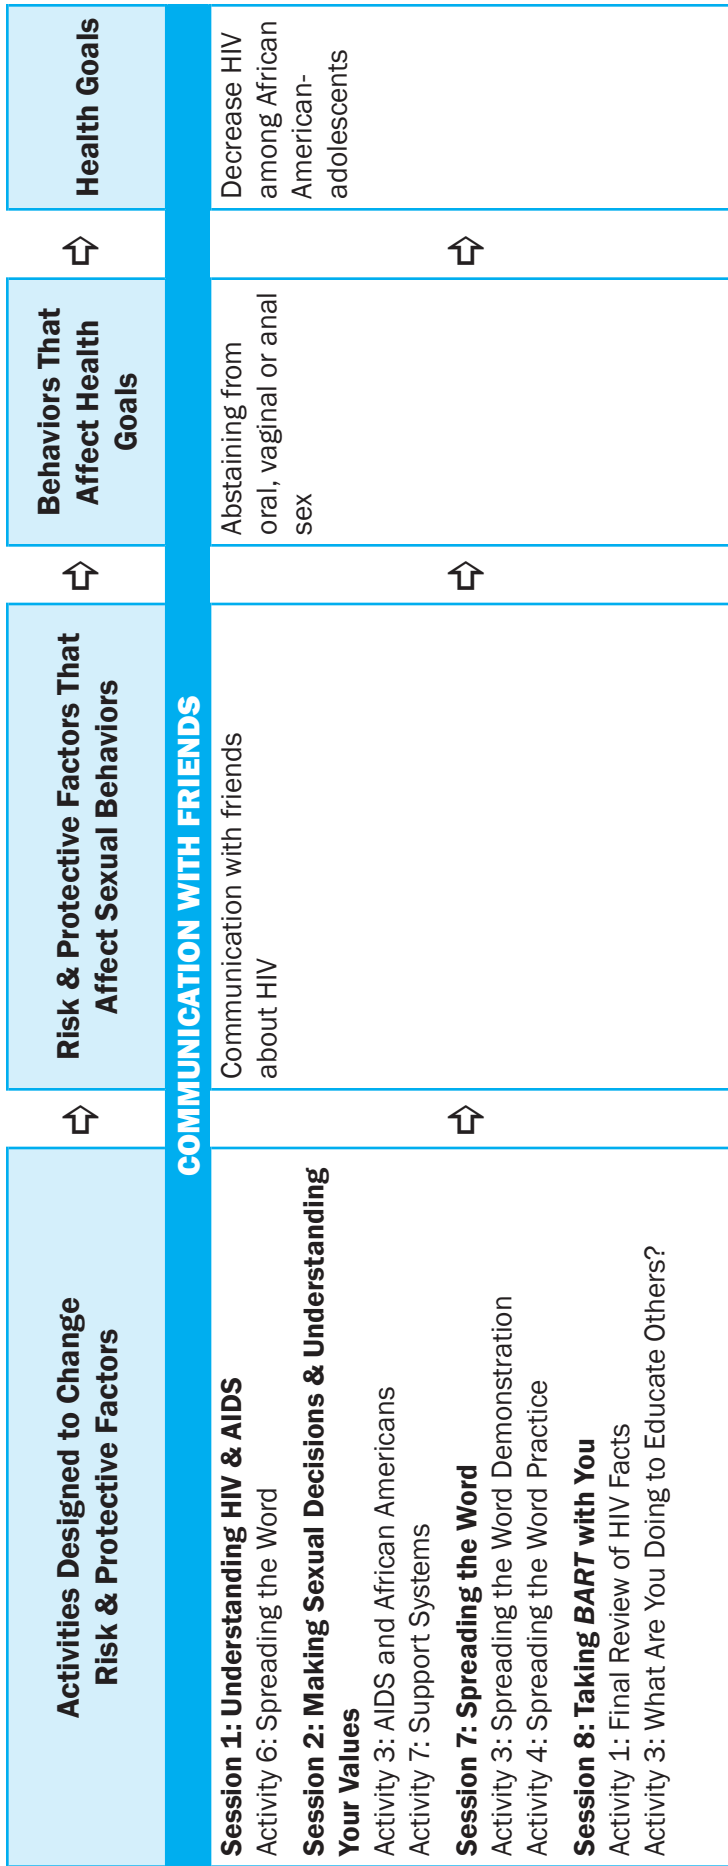 Activities Designed to Change
Risk & Protective Factors
Risk & Protective Factors That
Affect Sexual Behaviors
Behaviors That
Affect Health
Goals
Health Goals
COMMUNICATION WITH FRIENDS
Session 1: Understanding HIV & AIDS
Activity 6: Spreading the Word
Session 2: Making Sexual Decisions & Understanding
Your Values
Activity 3: AIDS and African Americans
Activity 7: Support Systems
Session 7: Spreading the Word
Activity 3: Spreading the Word Demonstration
Activity 4: Spreading the Word Practice
Session 8: Taking BART with You
Activity 1: Final Review of HIV Facts
Activity 3: What Are You Doing to Educate Others?
Communication with friends
about HIV
Abstaining from
oral, vaginal or anal
sex
Decrease HIV
among African
American-
adolescents